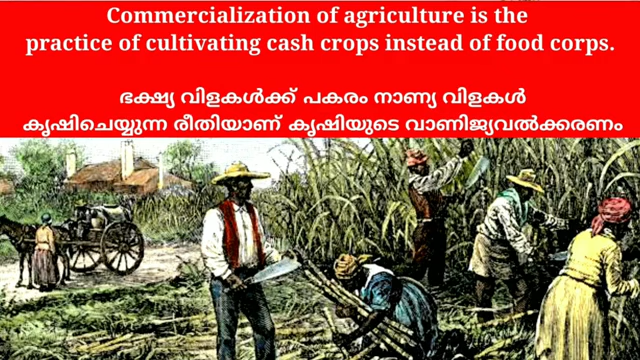 Commercialization of agriculture is the
practice of cultivating cash crops instead of food corps.
ഭക്ഷ്യ വിളകൾക്ക് പകരം നാണ്യ വിളകൾ
കൃഷിചെയ്യുന്ന രീതിയാണ് കൃഷിയുടെ വാണിജ്യവൽക്കരണം